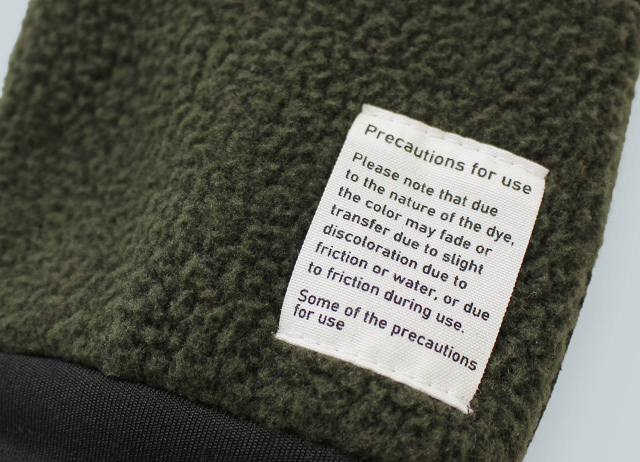 Precautions for use
Please note that due
to the nature of the dye,
the color may fade or
transfer due to slight
discoloration due to
friction or water, or due
to friction during use.
Some of the precautions
for use